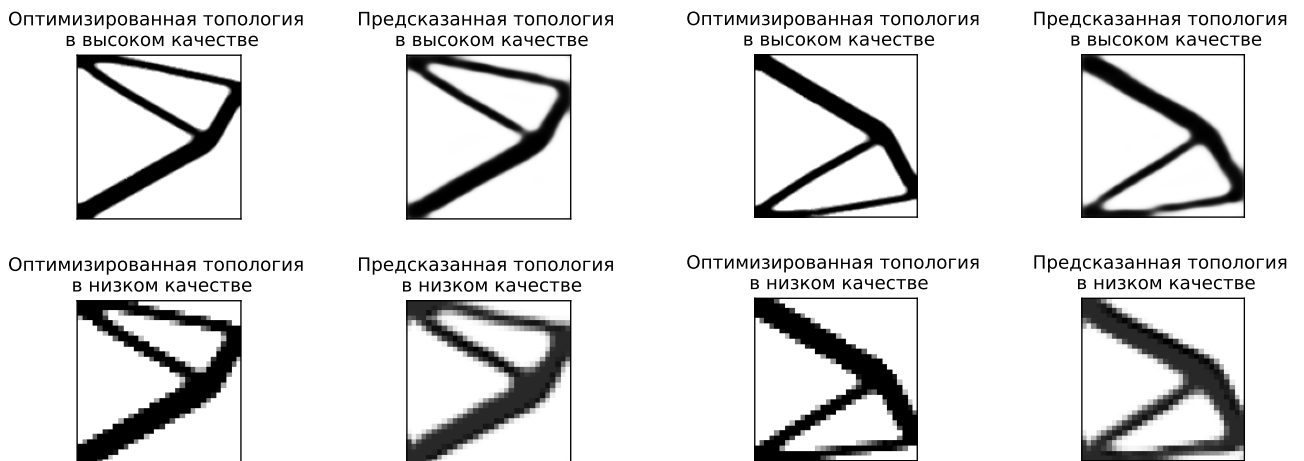 Оптимизированная топология
в высоком качестве
Предсказанная топология
в высоком качестве
Оптимизированная топология
в высоком качестве
Предсказанная топология
в высоком качестве
Оптимизированная топология
в низком качестве
Предсказанная топология
в низком качестве
Оптимизированная топология
в низком качестве
Предсказанная топология
в низком качестве